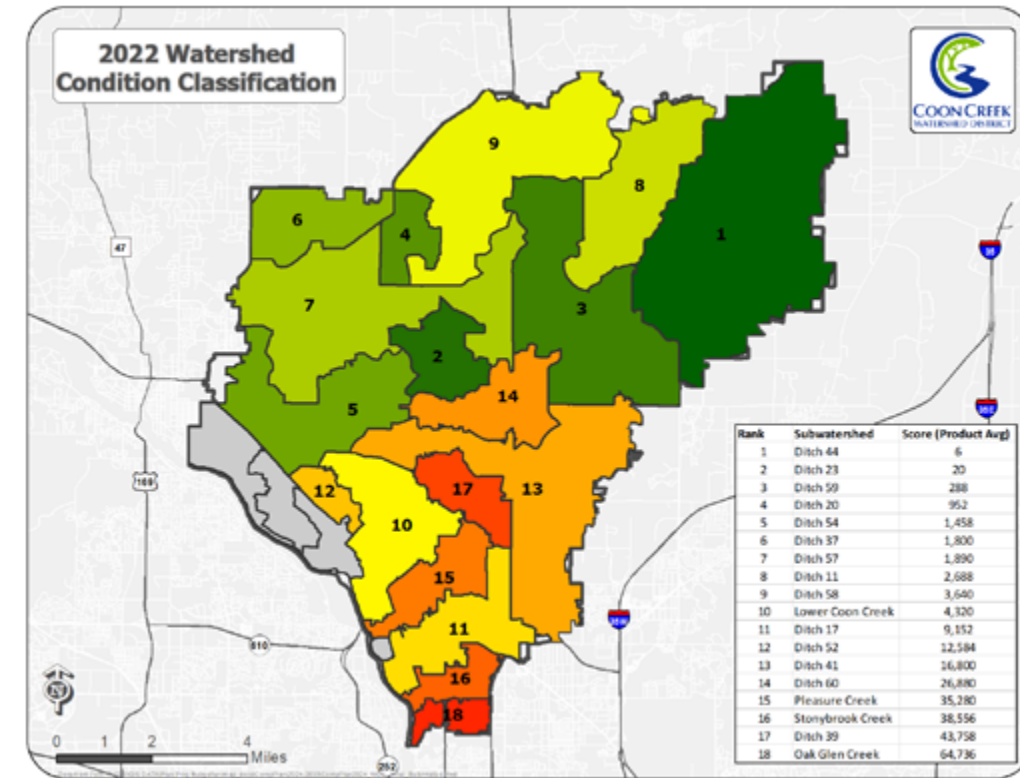 2022 Watershed
Condition Classification
COON CREEK
WATERSHED DISTRICT
9
8
6
4
1
47
35
7
3
2
14
5
35E
12
17
13
169
10
15
11
35W
610
16
18
252
N
0 1 2 4
Miles
Rank Subwatershed Score (Product Avg)
1 Ditch 44 6
2 Ditch 23 20
3 Ditch 59 288
4 Ditch 20 952
5 Ditch 54 1,458
6 Ditch 37 1,800
7 Ditch 57 1,890
8 Ditch 11 2,688
9 Ditch 58 3,640
10 Lower Coon Creek 4,320
11 Ditch 17 9,152
12 Ditch 52 12,584
13 Ditch 41 16,800
14 Ditch 60 26,880
15 Pleasure Creek 35,280
16 Stonybrook Creek 38,556
17 Ditch 39 43,758
18 Oak Glen Creek 64,736